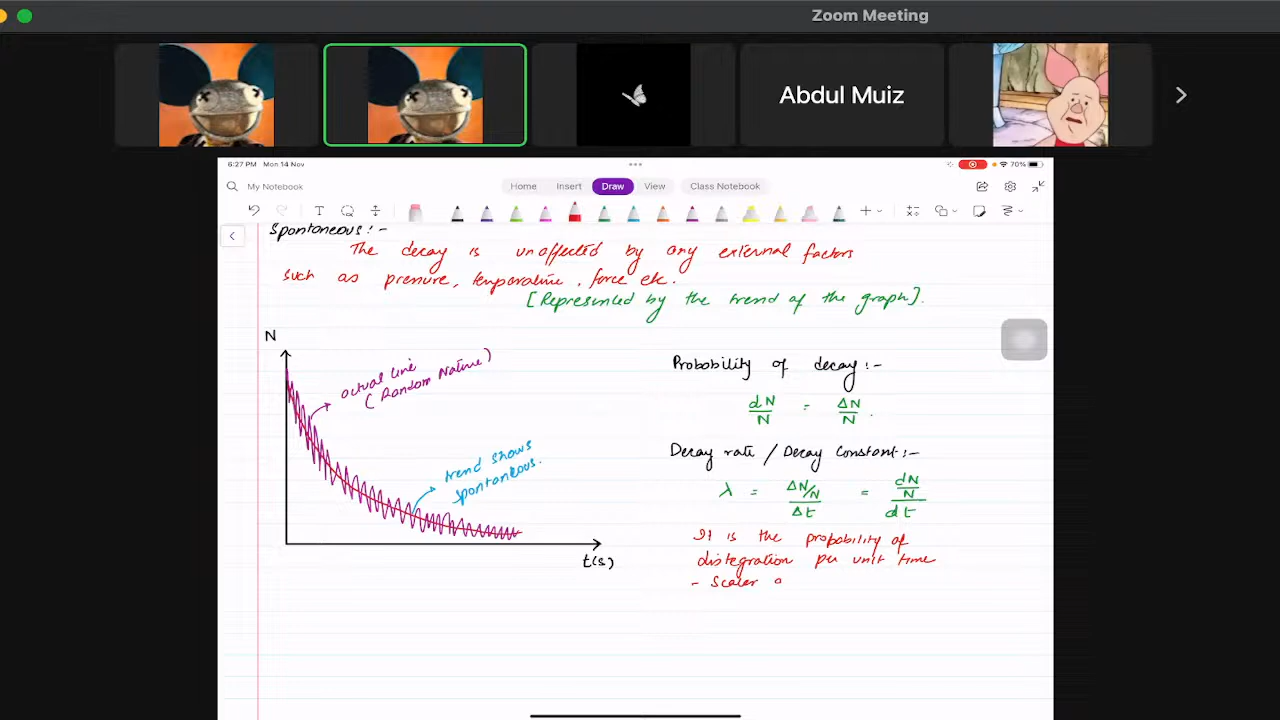 Zoom Meeting
Abdul Muiz
6:27 PM Mon 14 Nov
70%
My Notebook
Home Insert Draw View Class Notebook
Spontaneous:-
The decay is unaffected by any external factors
such as pressure, temperature, force etc.
[Represented by the trend of the graph].
N
actual line
(Random Nature)
trend shows
spontaneous.
t(s)
Probability of decay:-
dN/N = ΔN/N.
Decay rate / Decay Constant:-
λ = ΔN/N / Δt = dN/N / dt
It is the probability of
distegration per unit time
- Scalar